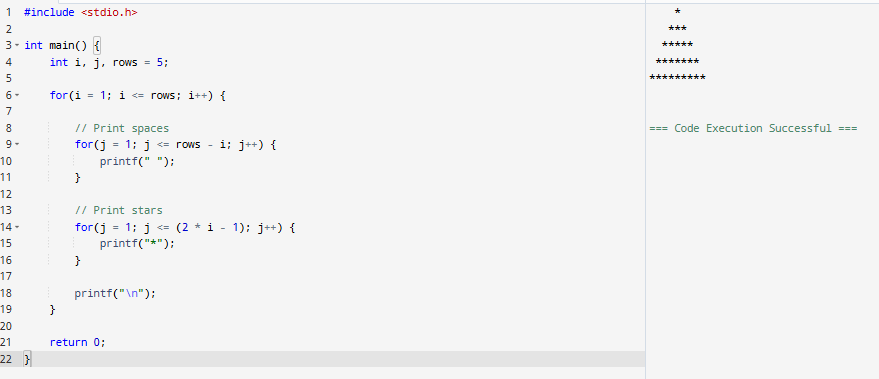 1 #include <stdio.h>
2
3 int main() {
4     int i, j, rows = 5;
5
6     for(i = 1; i <= rows; i++) {
7
8         // Print spaces
9         for(j = 1; j <= rows - i; j++) {
10             printf(" ");
11         }
12
13         // Print stars
14         for(j = 1; j <= (2 * i - 1); j++) {
15             printf("*");
16         }
17
18         printf("\n");
19     }
20
21     return 0;
22 }
    *
   ***
  *****
 *******
*********
=== Code Execution Successful ===